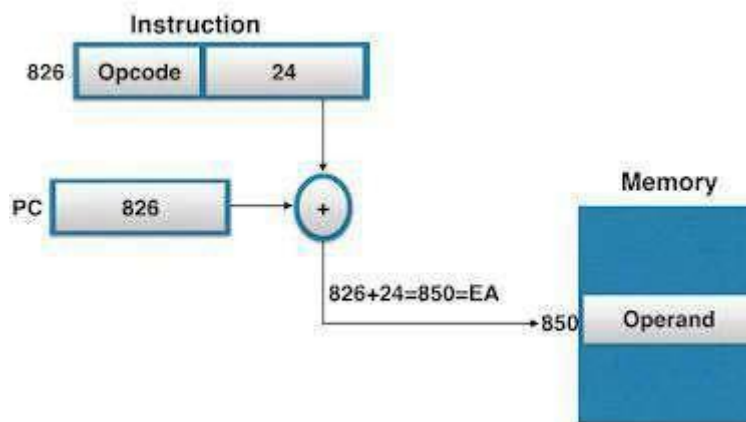 Instruction
826 Opcode 24
PC 826 +
Memory
826+24=850=EA
850 Operand